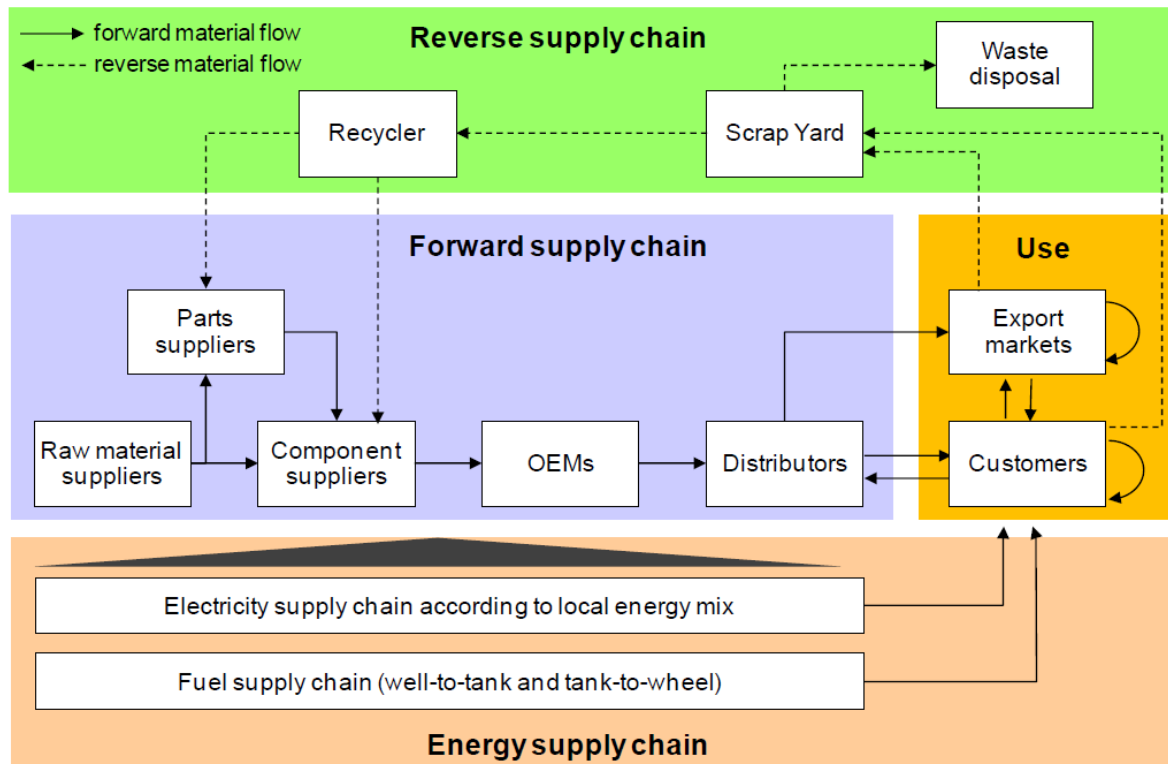 forward material flow
reverse material flow
Reverse supply chain
Waste
disposal
Recycler
Scrap Yard
Forward supply chain
Use
Parts
suppliers
Export
markets
Raw material
suppliers
Component
suppliers
OEMs
Distributors
Customers
Electricity supply chain according to local energy mix
Fuel supply chain (well-to-tank and tank-to-wheel)
Energy supply chain